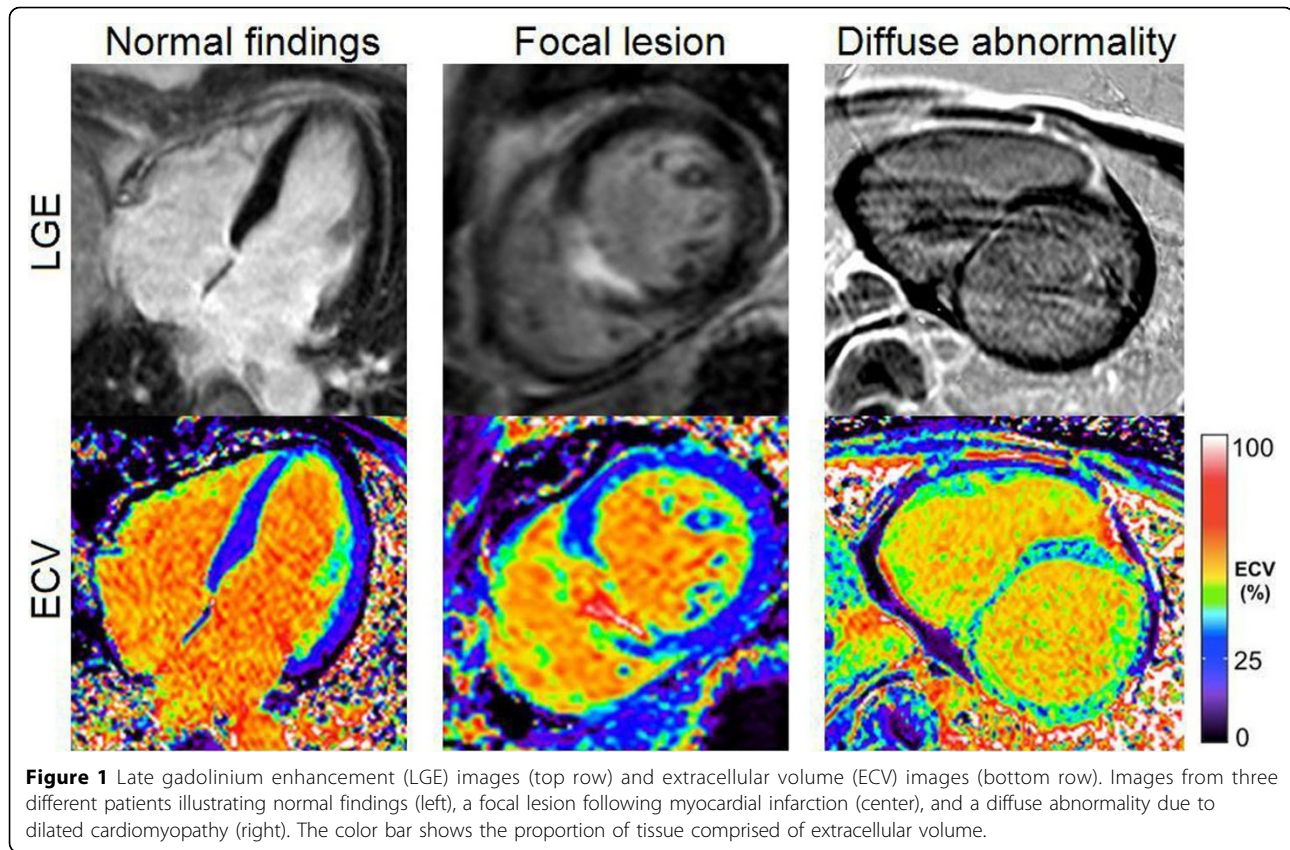 Normal findings
Focal lesion
Diffuse abnormality
LGE
ECV
100
ECV
(%)
25
0
Figure 1 Late gadolinium enhancement (LGE) images (top row) and extracellular volume (ECV) images (bottom row). Images from three
different patients illustrating normal findings (left), a focal lesion following myocardial infarction (center), and a diffuse abnormality due to
dilated cardiomyopathy (right). The color bar shows the proportion of tissue comprised of extracellular volume.